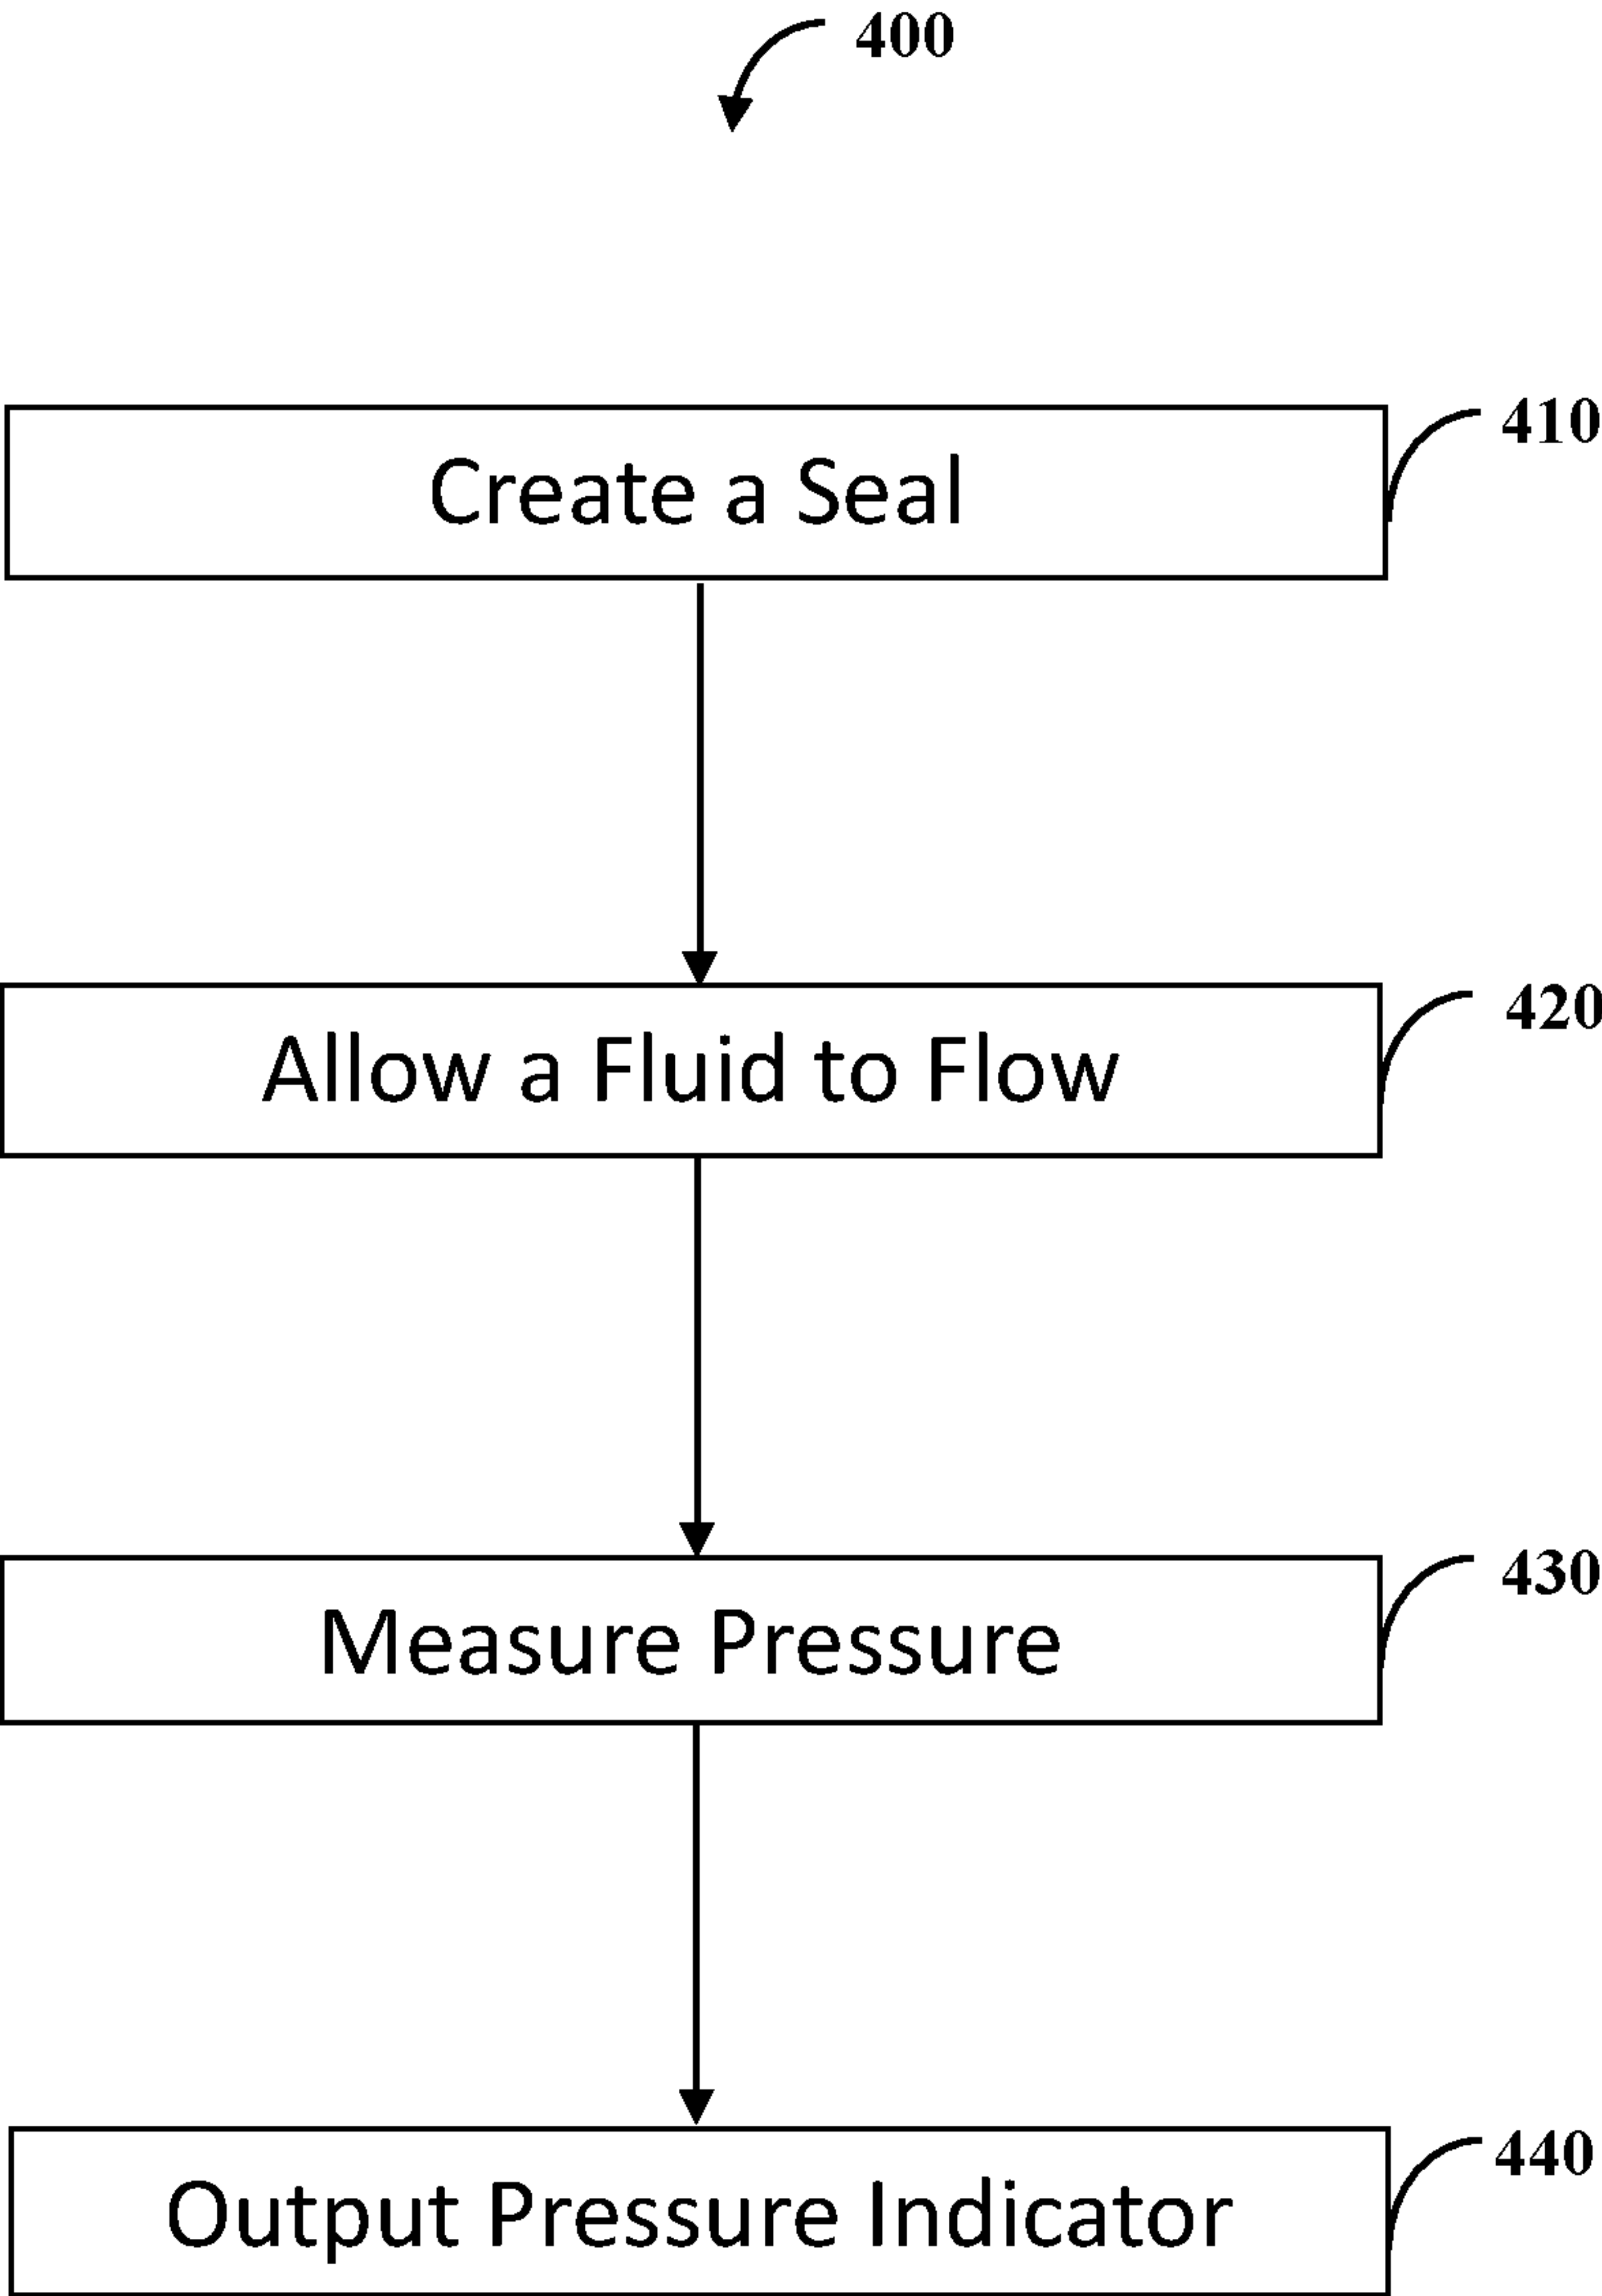 400
410
Create a Seal
420
Allow a Fluid to Flow
430
Measure Pressure
440
Output Pressure Indicator